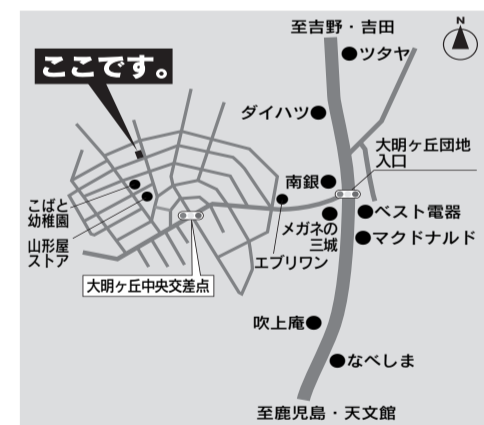 至吉野・吉田
N
ツタヤ
ここです。
ダイハツ
大明ヶ丘団地
入口
南銀
こばと
幼稚園
ベスト電器
メガネの
三城
山形屋
ストア
マクドナルド
エブリワン
大明ヶ丘中央交差点
吹上庵
なべしま
至鹿児島・天文館